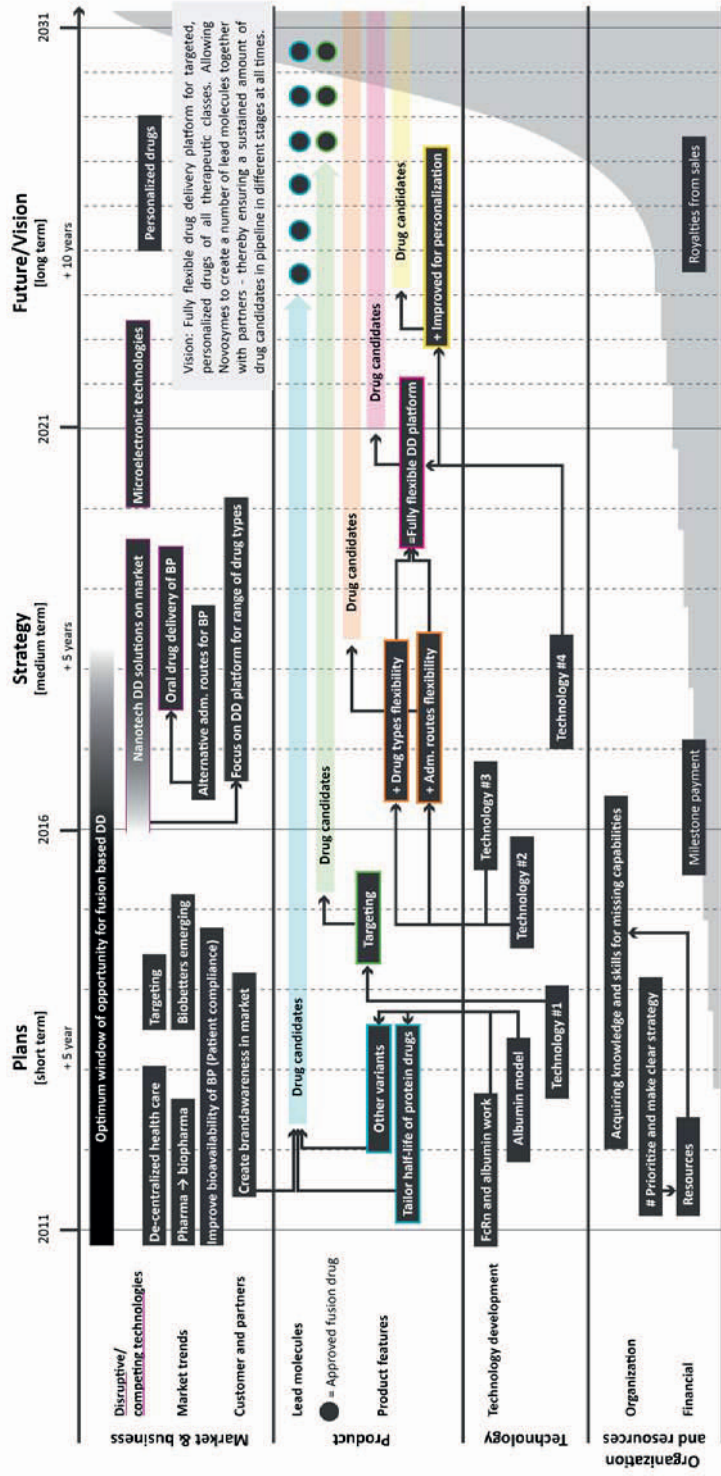 Plans
[short term]
+ 5 year
Strategy
[medium term]
+ 5 years
Future/Vision
[long term]
+ 10 years
2011
2016
2021
2031
Market & business
Disruptive/
competing technologies
Market trends
Customer and partners
Optimum window of opportunity for fusion based DD
De-centralized health care
Targeting
Nanotech DD solutions on market
Microelectronic technologies
Personalized drugs
Pharma → biopharma
Biobetters emerging
Oral drug delivery of BP
Improve bioavailability of BP (Patient compliance)
Alternative adm. routes for BP
Create brandawareness in market
Focus on DD platform for range of drug types
Vision: Fully flexible drug delivery platform for targeted,
personalized drugs of all therapeutic classes. Allowing
Novozymes to create a number of lead molecules together
with partners - thereby ensuring a sustained amount of
drug candidates in pipeline in different stages at all times.
Product
Lead molecules
= Approved fusion drug
Product features
Drug candidates
Drug candidates
Drug candidates
Drug candidates
Drug candidates
Other variants
Tailor half-life of protein drugs
Targeting
+ Drug types flexibility
+ Adm. routes flexibility
=Fully flexible DD platform
+ Improved for personalization
Technology
Technology development
FcRn and albumin work
Albumin model
Technology #1
Technology #3
Technology #2
Technology #4
Organization
and resources
Organization
Financial
Acquiring knowledge and skills for missing capabilities
# Prioritize and make clear strategy
Resources
Milestone payment
Royalties from sales